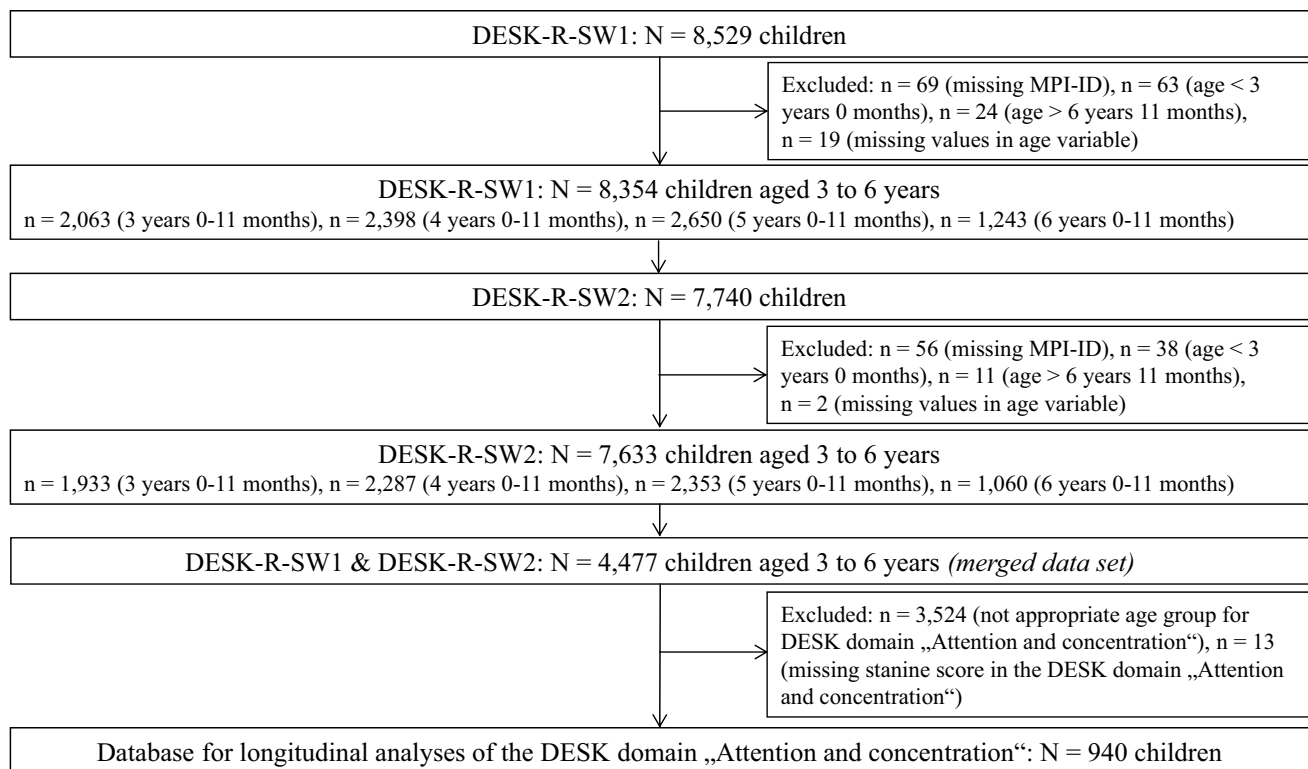 DESK-R-SW1: N = 8,529 children
Excluded: n = 69 (missing MPI-ID), n = 63 (age < 3
years 0 months), n = 24 (age > 6 years 11 months),
n = 19 (missing values in age variable)
DESK-R-SW1: N = 8,354 children aged 3 to 6 years
n = 2,063 (3 years 0-11 months), n = 2,398 (4 years 0-11 months), n = 2,650 (5 years 0-11 months), n = 1,243 (6 years 0-11 months)
DESK-R-SW2: N = 7,740 children
Excluded: n = 56 (missing MPI-ID), n = 38 (age < 3
years 0 months), n = 11 (age > 6 years 11 months),
n = 2 (missing values in age variable)
DESK-R-SW2: N = 7,633 children aged 3 to 6 years
n = 1,933 (3 years 0-11 months), n = 2,287 (4 years 0-11 months), n = 2,353 (5 years 0-11 months), n = 1,060 (6 years 0-11 months)
DESK-R-SW1 & DESK-R-SW2: N = 4,477 children aged 3 to 6 years (merged data set)
Excluded: n = 3,524 (not appropriate age group for
DESK domain „Attention and concentration“), n = 13
(missing stanine score in the DESK domain „Attention
and concentration“)
Database for longitudinal analyses of the DESK domain „Attention and concentration“: N = 940 children